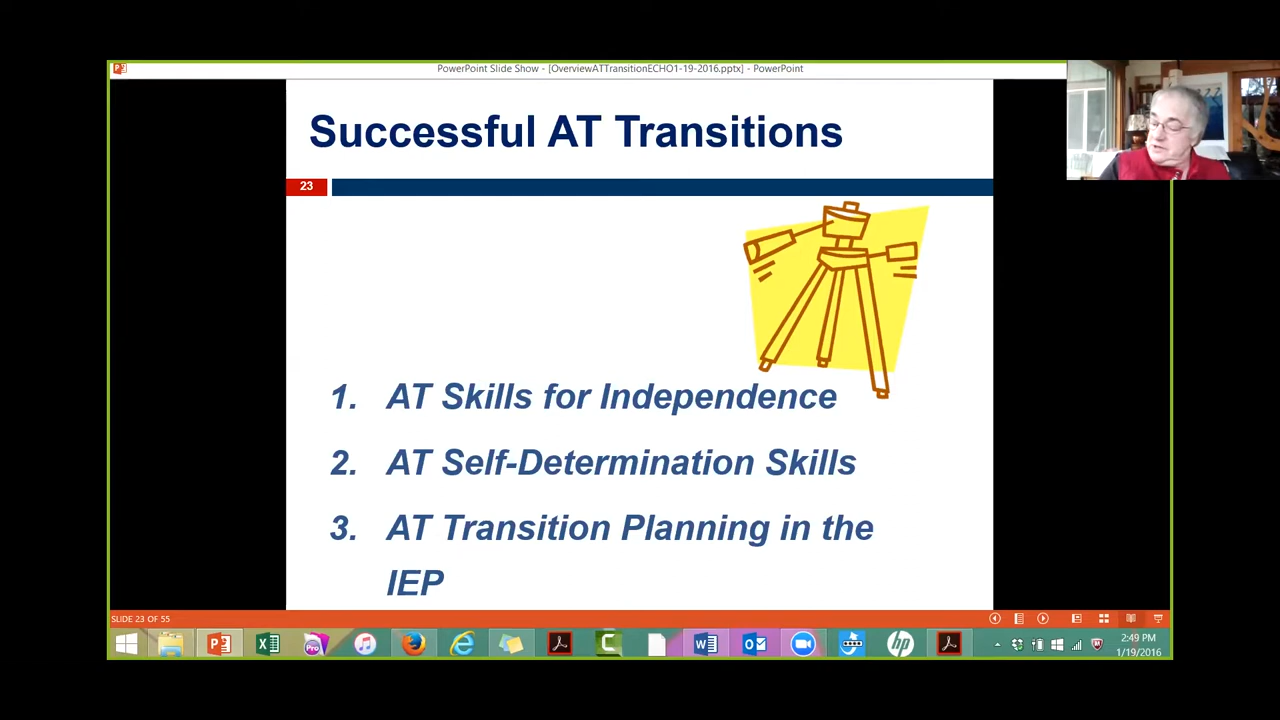 PowerPoint Slide Show - [OverviewATTransitionECHO1-19-2016.pptx] - PowerPoint
Successful AT Transitions
23
1. AT Skills for Independence
2. AT Self-Determination Skills
3. AT Transition Planning in the
IEP
SLIDE 23 OF 55
2:49 PM
1/19/2016